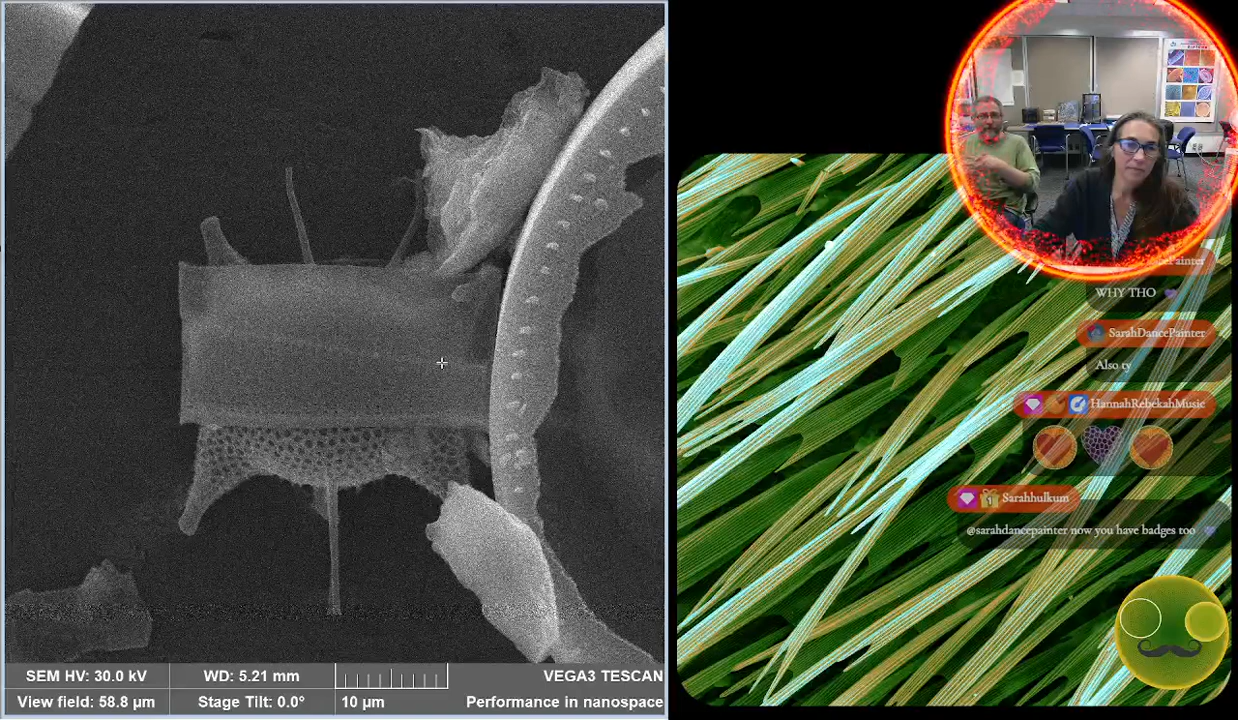 SEM HV: 30.0 kV
WD: 5.21 mm
VEGA3 TESCAN
View field: 58.8 µm
Stage Tilt: 0.0°
10 µm
Performance in nanospace
Painter
WHY THO
SarahDancePainter
Also ty
HannahRebekahMusic
Sarahhulkum
@sarahdancepainter now you have badges too